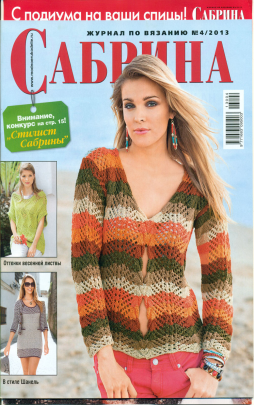 С подиума на ваши спицы! САБРИНА
ЖУРНАЛ ПО ВЯЗАНИЮ №4/2013
САБРИНА
Внимание,
конкурс на стр. 15!
„Стилист
Сабрины"
Оттенки весенней листвы
В стиле Шанель